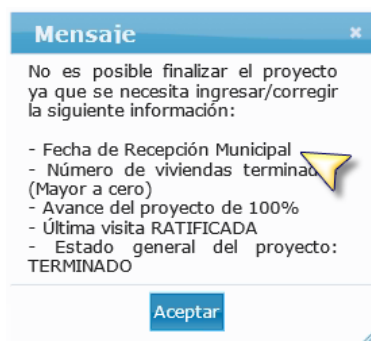 Mensaje
No es posible finalizar el proyecto
ya que se necesita ingresar/corregir
la siguiente información:
- Fecha de Recepción Municipal
- Número de viviendas
(Mayor a cero)
- Avance del proyecto de 100%
- Última visita RATIFICADA
- Estado general del proyecto:
TERMINADO
Aceptar